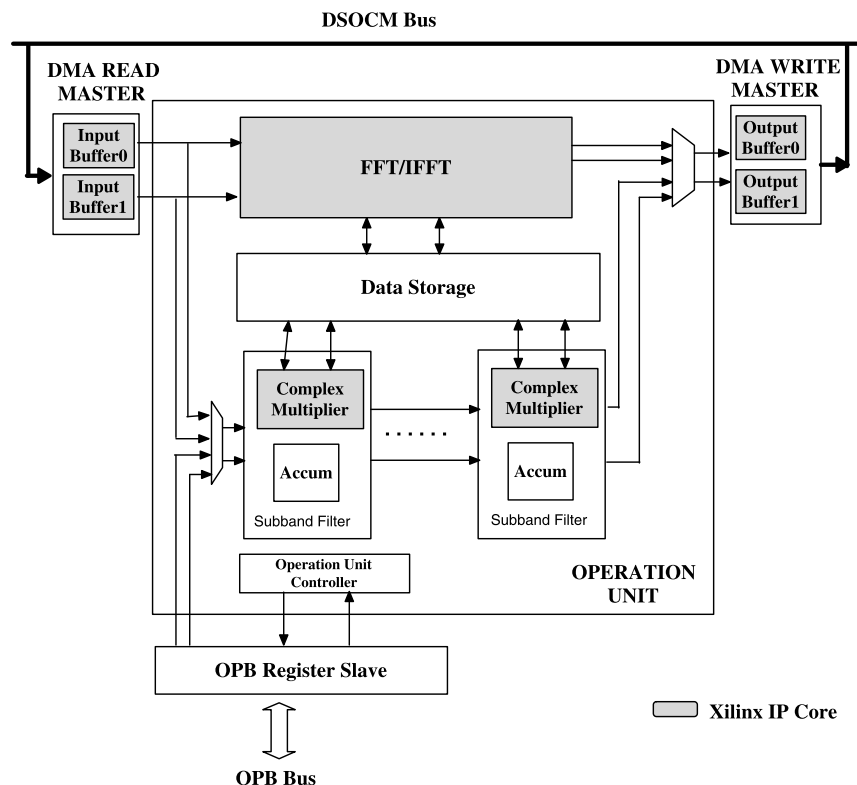 DSOCM Bus
DMA READ
MASTER
DMA WRITE
MASTER
Input
Buffer0
Input
Buffer1
FFT/IFFT
Output
Buffer0
Output
Buffer1
Data Storage
Complex
Multiplier
Complex
Multiplier
......
Accum
Accum
Subband Filter
Subband Filter
Operation Unit
Controller
OPERATION
UNIT
OPB Register Slave
Xilinx IP Core
OPB Bus